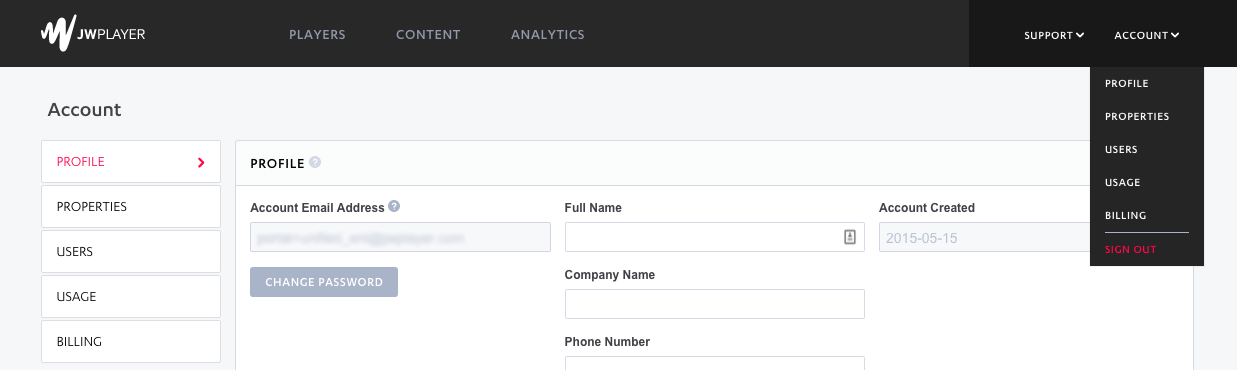 JWPLAYER PLAYERS CONTENT ANALYTICS SUPPORT ACCOUNT
PROFILE
PROPERTIES
USERS
USAGE
BILLING
SIGN OUT
Account
PROFILE
PROPERTIES
USERS
USAGE
BILLING
PROFILE ?
Account Email Address ? Full Name Account Created
2015-05-15
CHANGE PASSWORD
Company Name
Phone Number